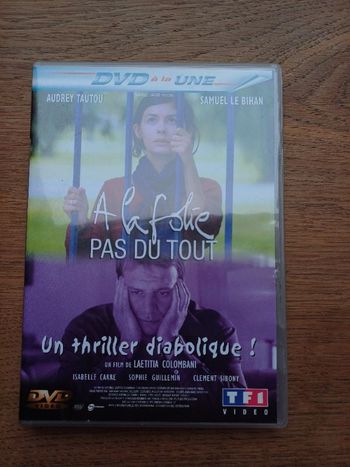 DVD à la UNE
AUDREY TAUTOU SAMUEL LE BIHAN
A la folie
PAS DU TOUT
Un thriller diabolique !
UN FILM DE LAETITIA COLOMBANI
ISABELLE CARRE SOPHIE GUILLEMIN CLEMENT SIBONY
DVD
VIDEO
TF1
VIDEO